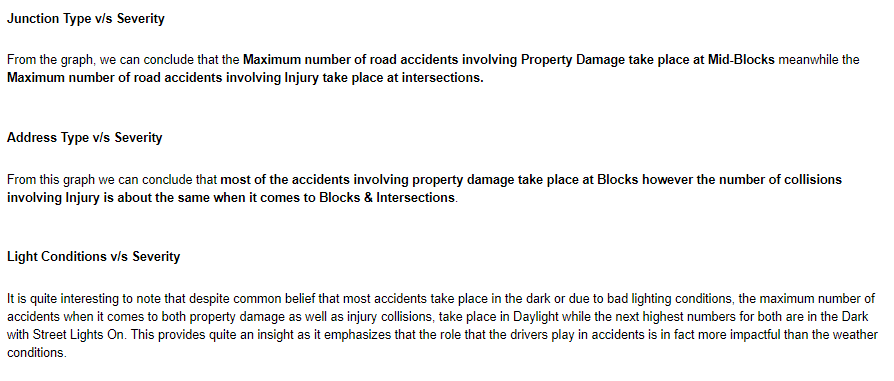 Junction Type v/s Severity
From the graph, we can conclude that the Maximum number of road accidents involving Property Damage take place at Mid-Blocks meanwhile the
Maximum number of road accidents involving Injury take place at intersections.
Address Type v/s Severity
From this graph we can conclude that most of the accidents involving property damage take place at Blocks however the number of collisions
involving Injury is about the same when it comes to Blocks & Intersections.
Light Conditions v/s Severity
It is quite interesting to note that despite common belief that most accidents take place in the dark or due to bad lighting conditions, the maximum number of
accidents when it comes to both property damage as well as injury collisions, take place in Daylight while the next highest numbers for both are in the Dark
with Street Lights On. This provides quite an insight as it emphasizes that the role that the drivers play in accidents is in fact more impactful than the weather
conditions.